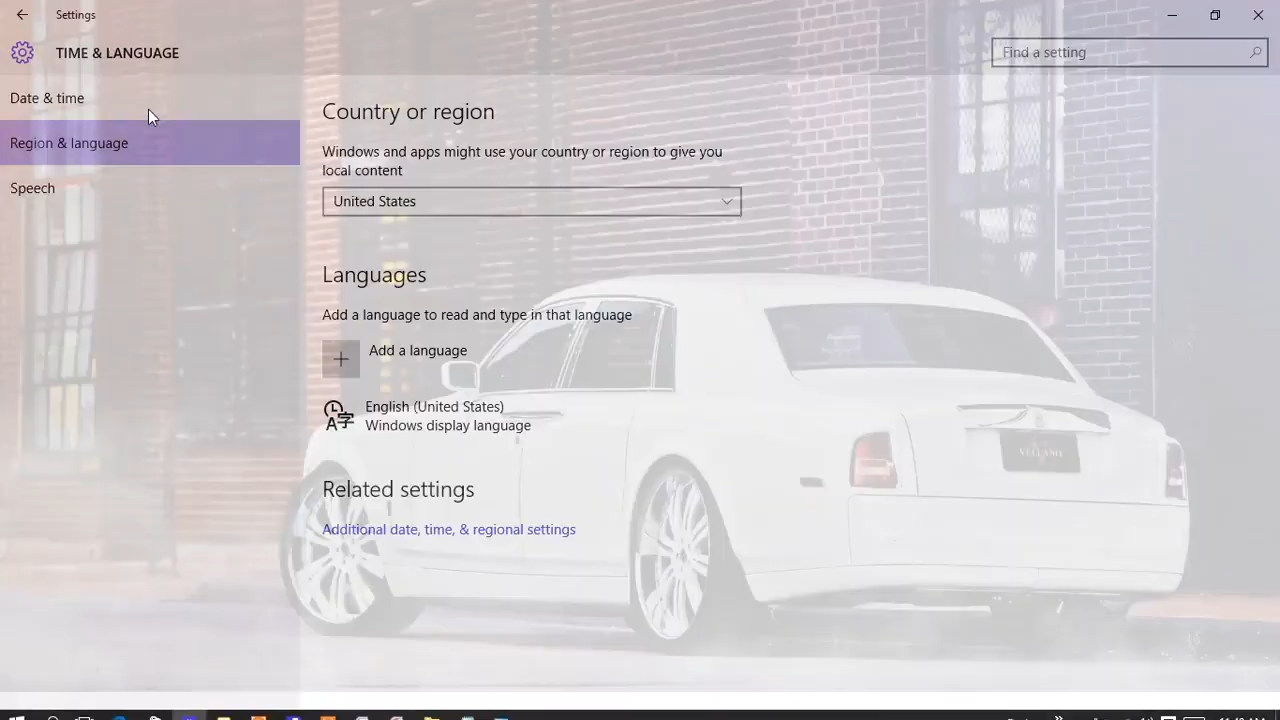 Settings
TIME & LANGUAGE
Find a setting
Date & time
Region & language
Speech
Country or region
Windows and apps might use your country or region to give you
local content
United States
Languages
Add a language to read and type in that language
Add a language
English (United States)
Windows display language
Related settings
Additional date, time, & regional settings
VELLANO